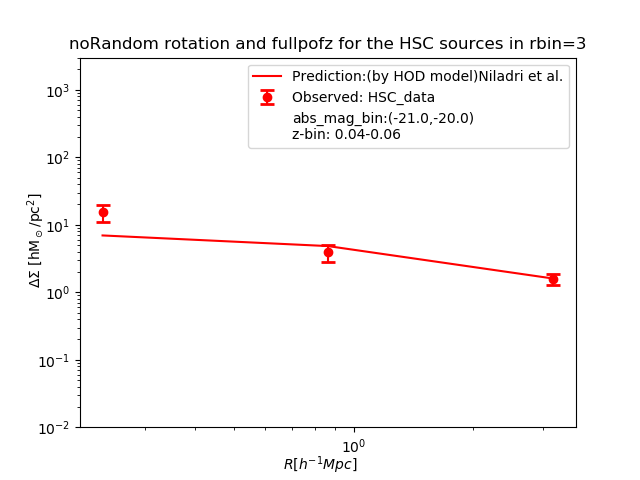 noRandom rotation and fullpofz for the HSC sources in rbin=3
Prediction:(by HOD model)Niladri et al.
Observed: HSC_data
abs_mag_bin:(-21.0,-20.0)
z-bin: 0.04-0.06
ΔΣ [hM⊙/pc²]
10³
10²
10¹
10⁰
10⁻¹
10⁻²
10⁰
R[h⁻¹Mpc]